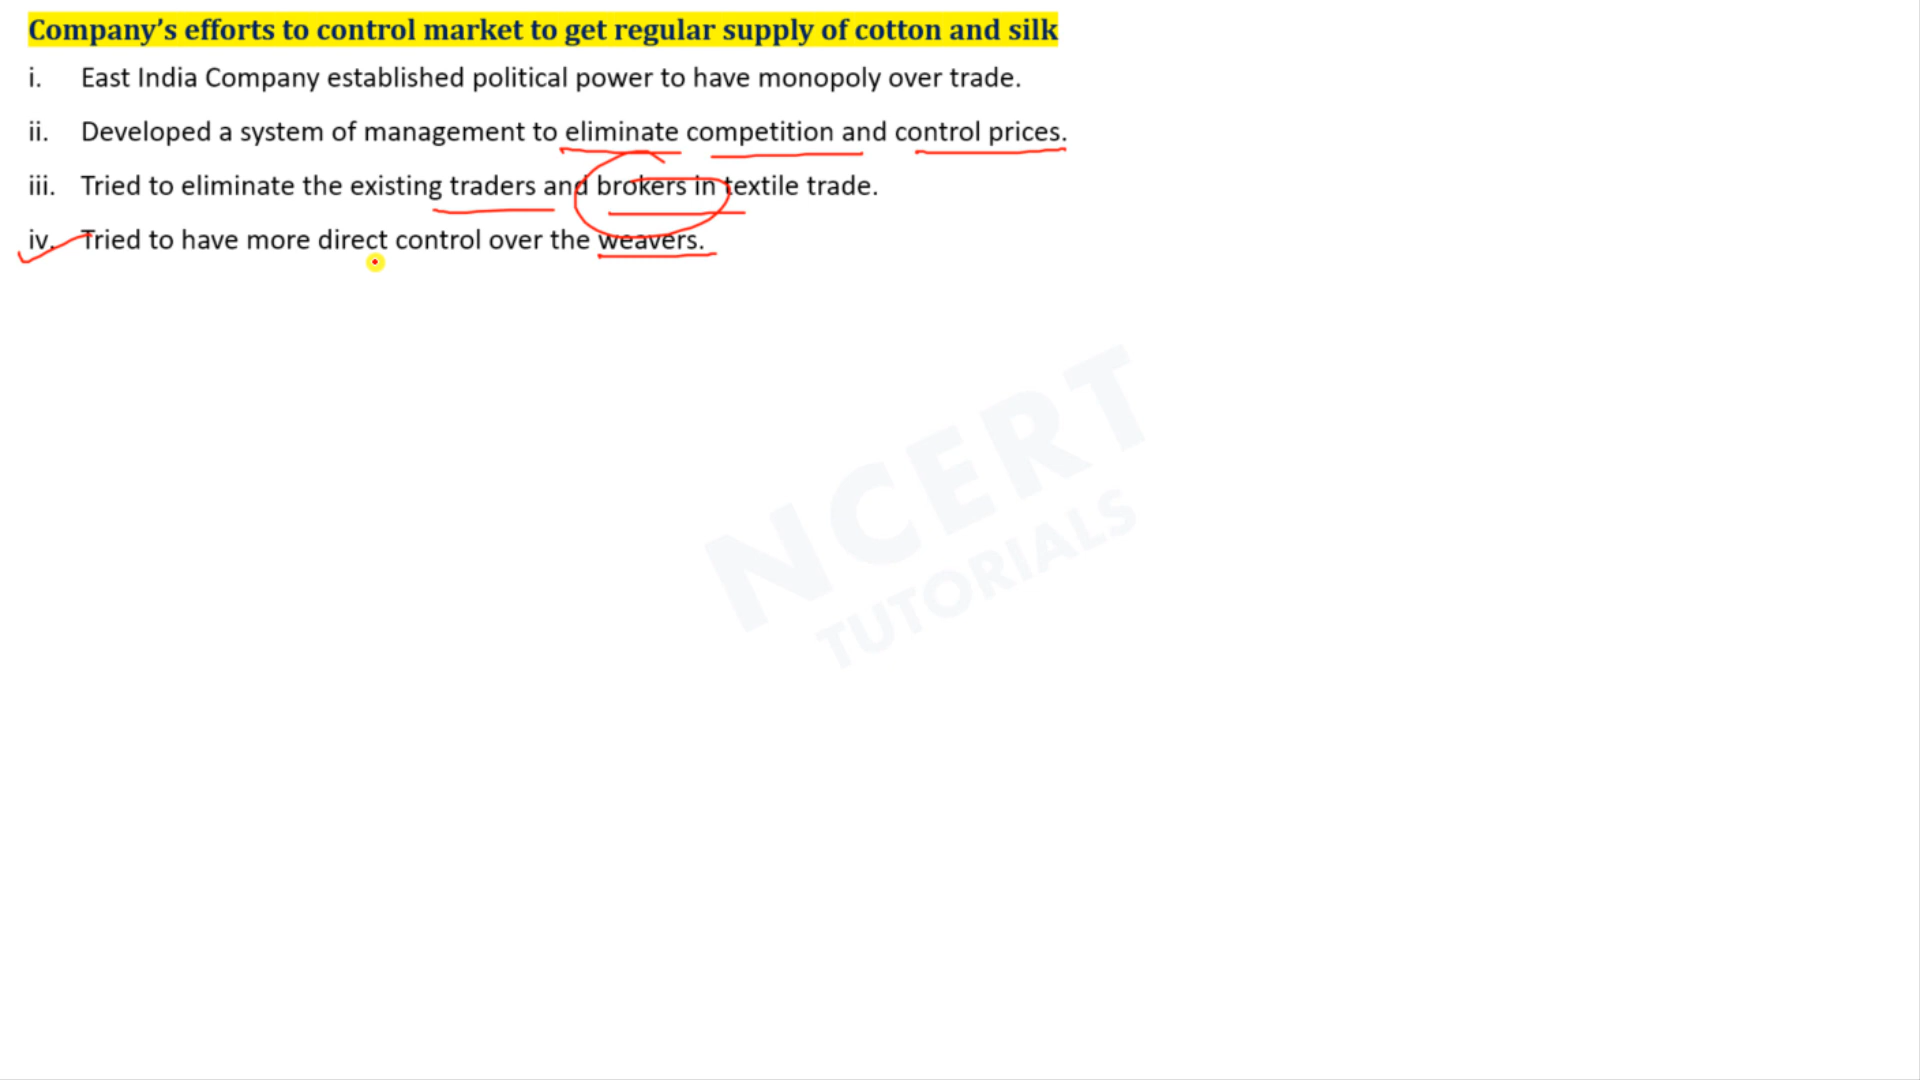 Company’s efforts to control market to get regular supply of cotton and silk
i. East India Company established political power to have monopoly over trade.
ii. Developed a system of management to eliminate competition and control prices.
iii. Tried to eliminate the existing traders and brokers in textile trade.
iv. Tried to have more direct control over the weavers.
NCERT
TUTORIALS